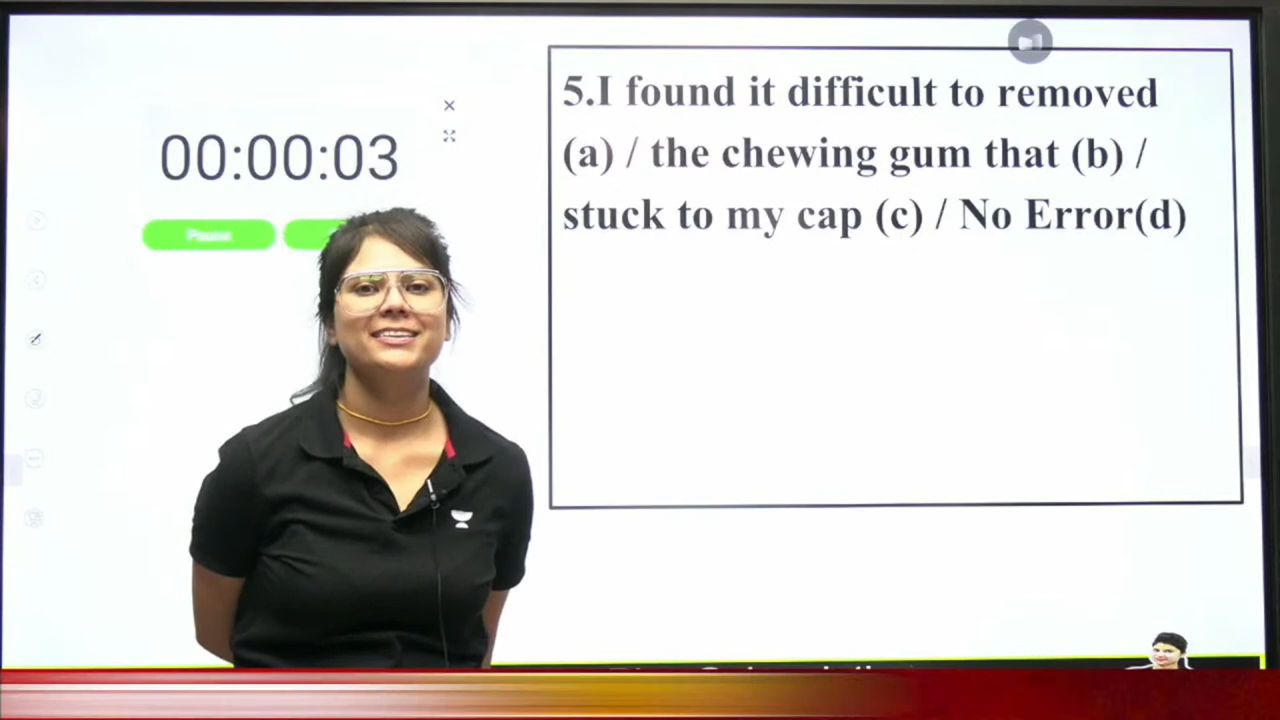 00:00:03
Pause
5.I found it difficult to removed
(a) / the chewing gum that (b) /
stuck to my cap (c) / No Error(d)